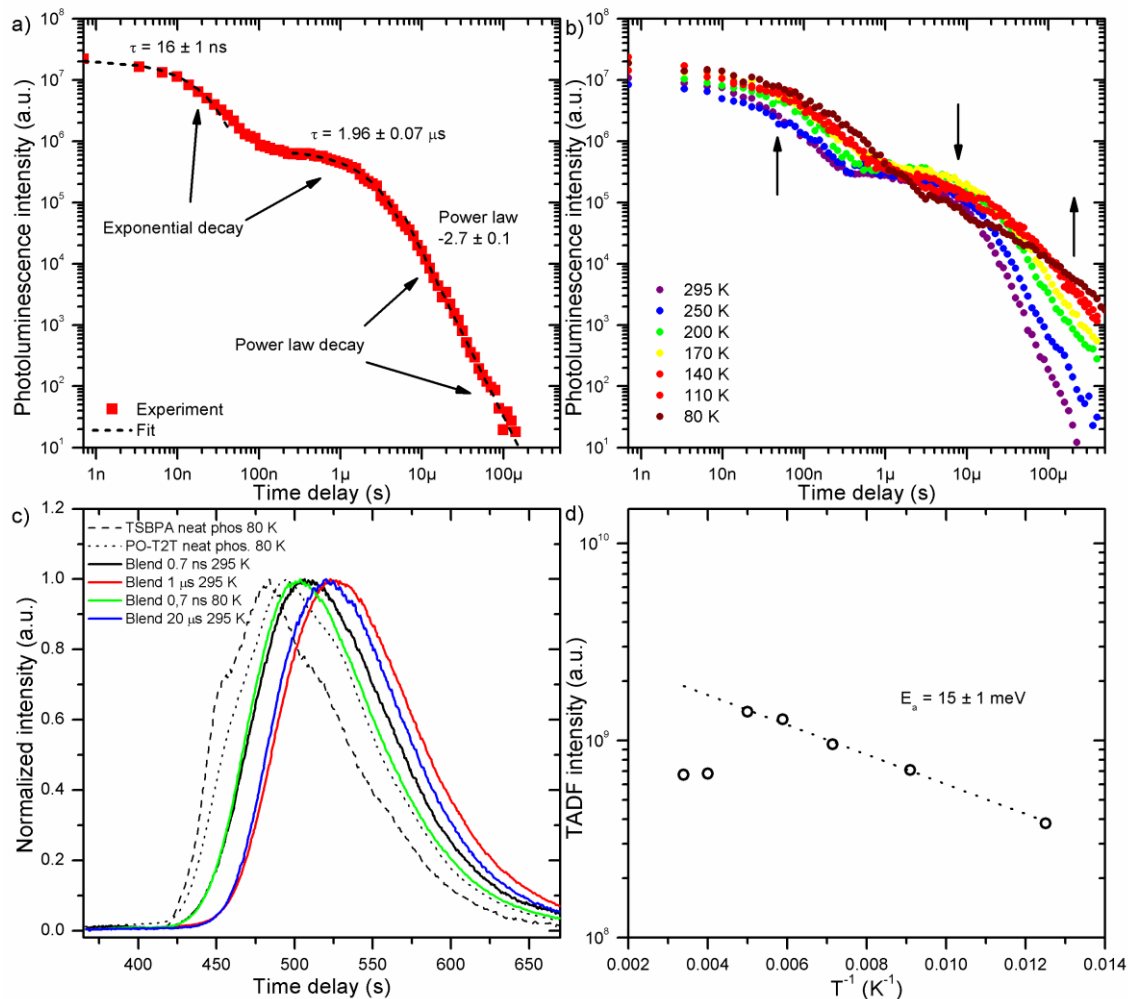 a)
10^8
10^7
10^6
10^5
10^4
10^3
10^2
10^1
Photoluminescence intensity (a.u.)
τ = 16 ± 1 ns
τ = 1.96 ± 0.07 μs
Exponential decay
Power law
-2.7 ± 0.1
Power law decay
Experiment
Fit
1n 10n 100n 1μ 10μ 100μ
Time delay (s)
b)
10^8
10^7
10^6
10^5
10^4
10^3
10^2
10^1
Photoluminescence intensity (a.u.)
295 K
250 K
200 K
170 K
140 K
110 K
80 K
1n 10n 100n 1μ 10μ 100μ
Time delay (s)
c)
1.2
1.0
0.8
0.6
0.4
0.2
0.0
Normalized intensity (a.u.)
TSBPA neat phos 80 K
PO-T2T neat phos. 80 K
Blend 0.7 ns 295 K
Blend 1 μs 295 K
Blend 0,7 ns 80 K
Blend 20 μs 295 K
400 450 500 550 600 650
Time delay (s)
d)
10^10
10^9
10^8
TADF intensity (a.u.)
E_a = 15 ± 1 meV
0.002 0.004 0.006 0.008 0.010 0.012 0.014
T^-1 (K^-1)